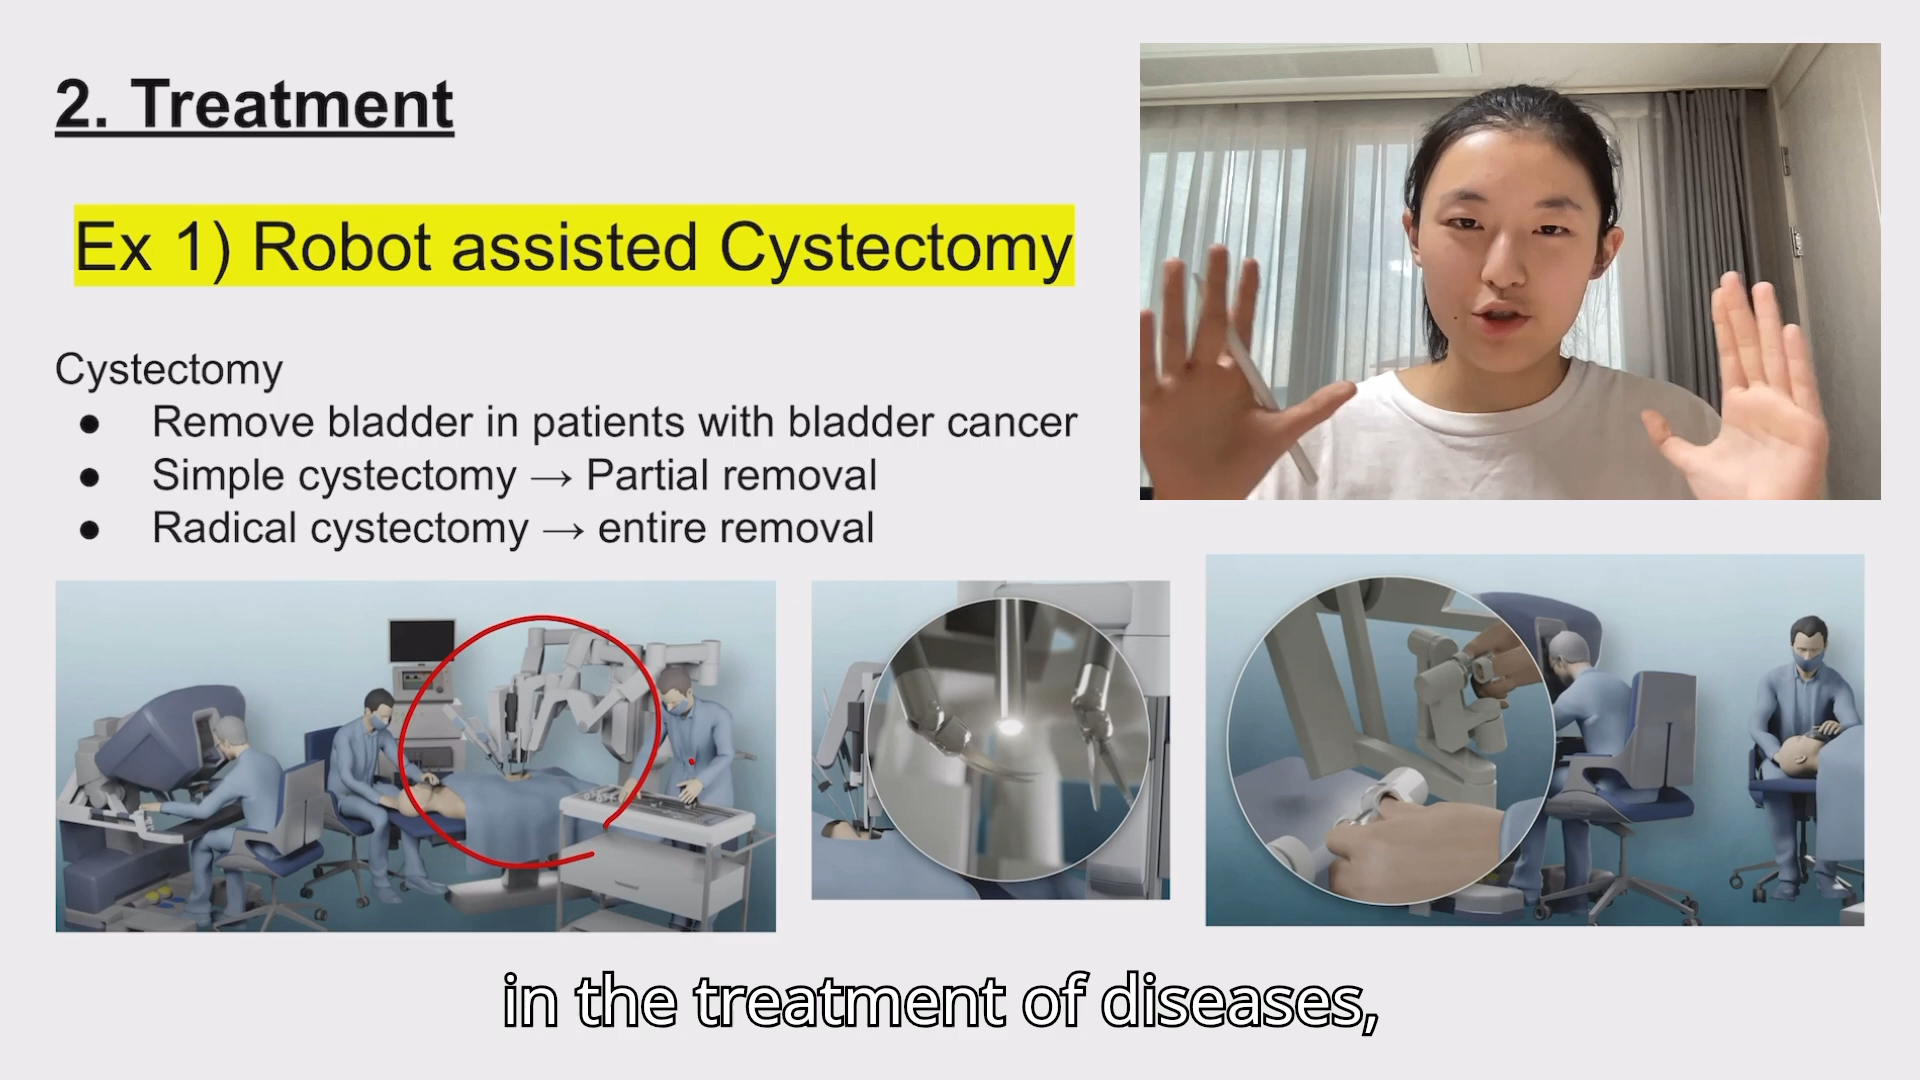 2. Treatment
Ex 1) Robot assisted Cystectomy
Cystectomy
● Remove bladder in patients with bladder cancer
● Simple cystectomy → Partial removal
● Radical cystectomy → entire removal
in the treatment of diseases,